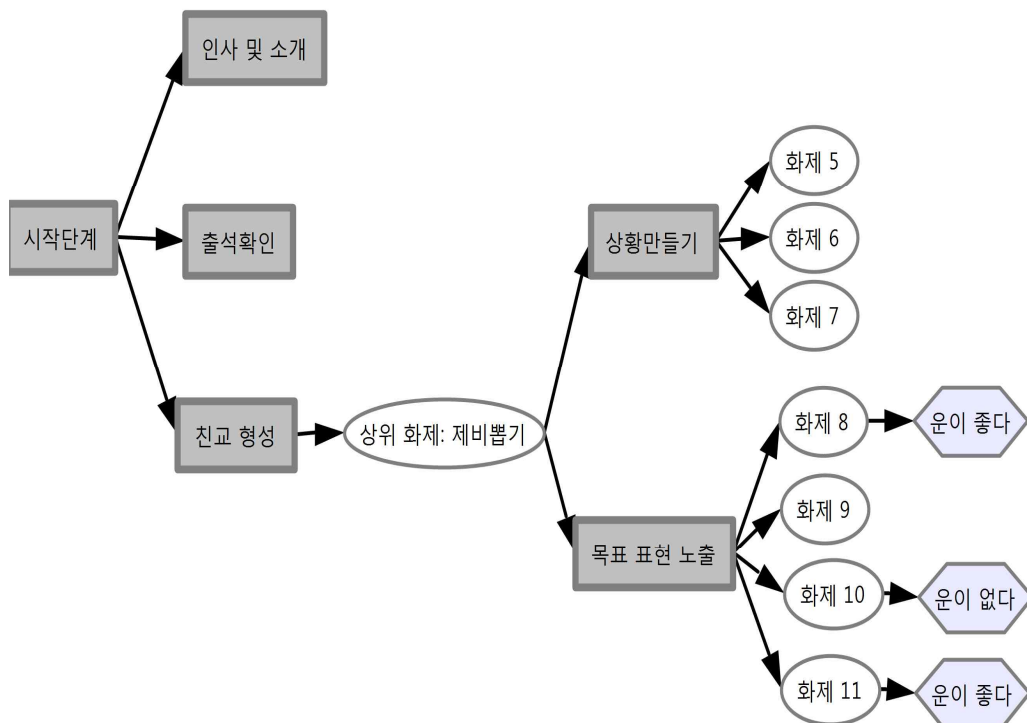 인사 및 소개
시작단계
출석확인
친교 형성
상위 화제: 제비뽑기
상황만들기
화제 5
화제 6
화제 7
목표 표현 노출
화제 8
운이 좋다
화제 9
화제 10
운이 없다
화제 11
운이 좋다